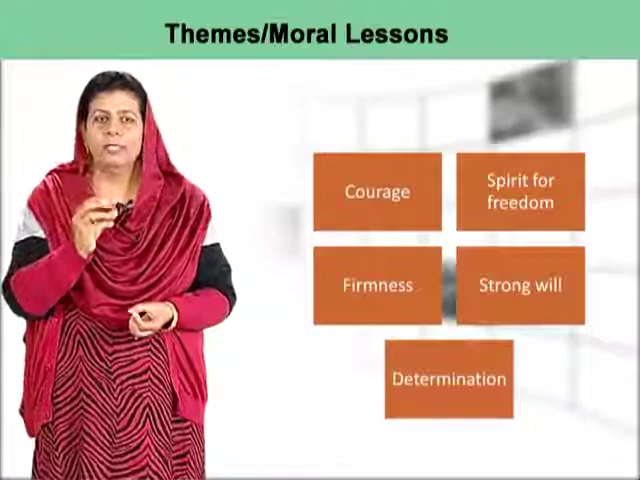 Themes/Moral Lessons
Courage
Spirit for
freedom
Firmness
Strong will
Determination